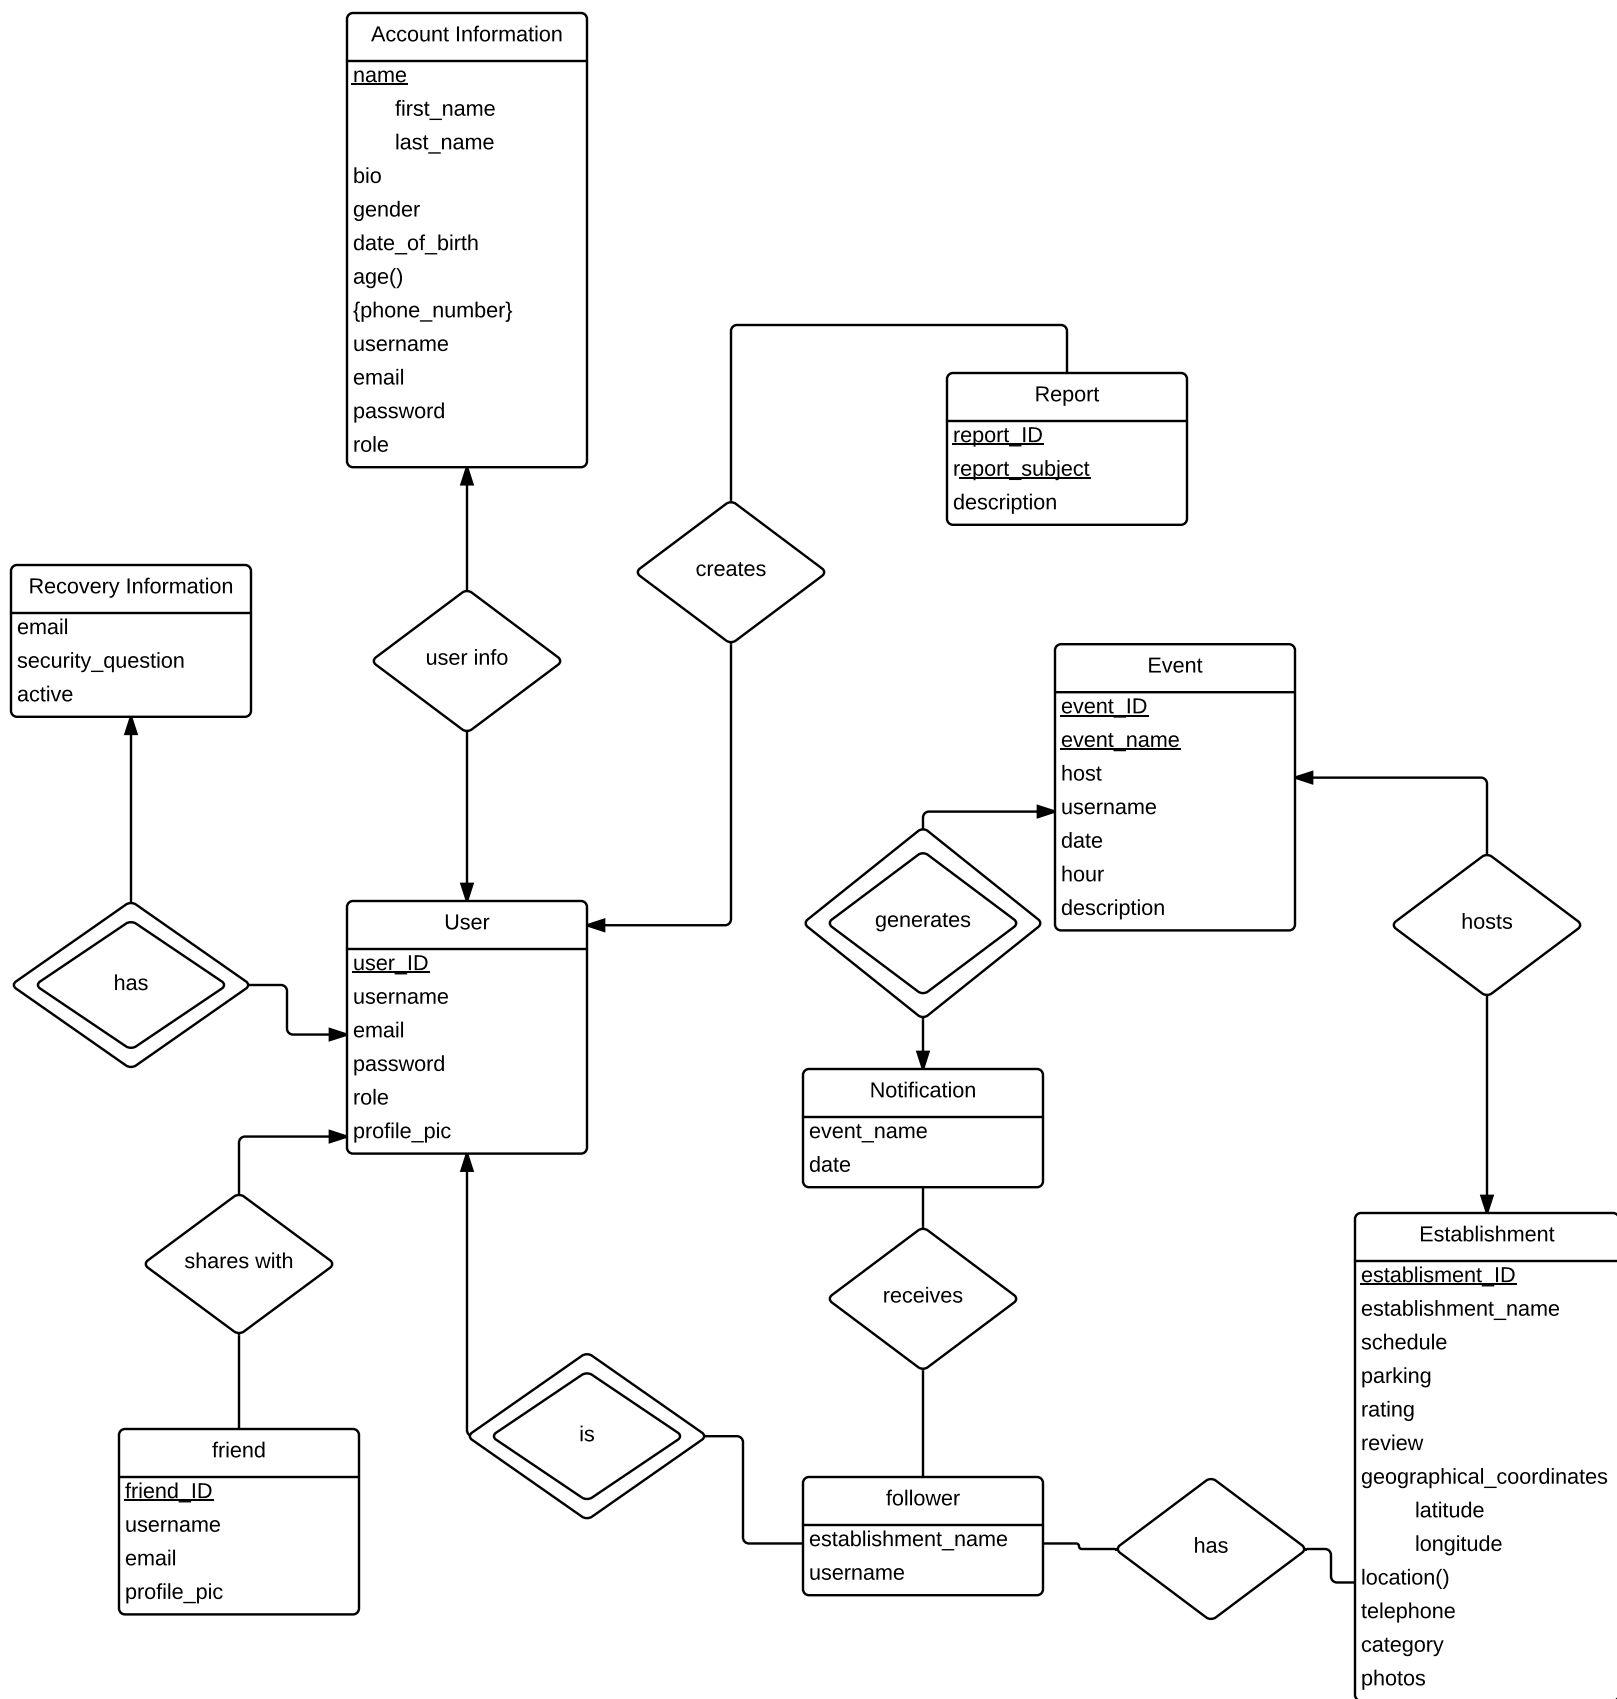 Account Information
name
first_name
last_name
bio
gender
date_of_birth
age()
{phone_number}
username
email
password
role
Report
report_ID
report_subject
description
creates
Recovery Information
email
security_question
active
user info
Event
event_ID
event_name
host
username
date
hour
description
generates
hosts
has
User
user_ID
username
email
password
role
profile_pic
Notification
event_name
date
shares with
receives
Establishment
establisment_ID
establishment_name
schedule
parking
rating
review
geographical_coordinates
latitude
longitude
location()
telephone
category
photos
is
friend
friend_ID
username
email
profile_pic
follower
establishment_name
username
has